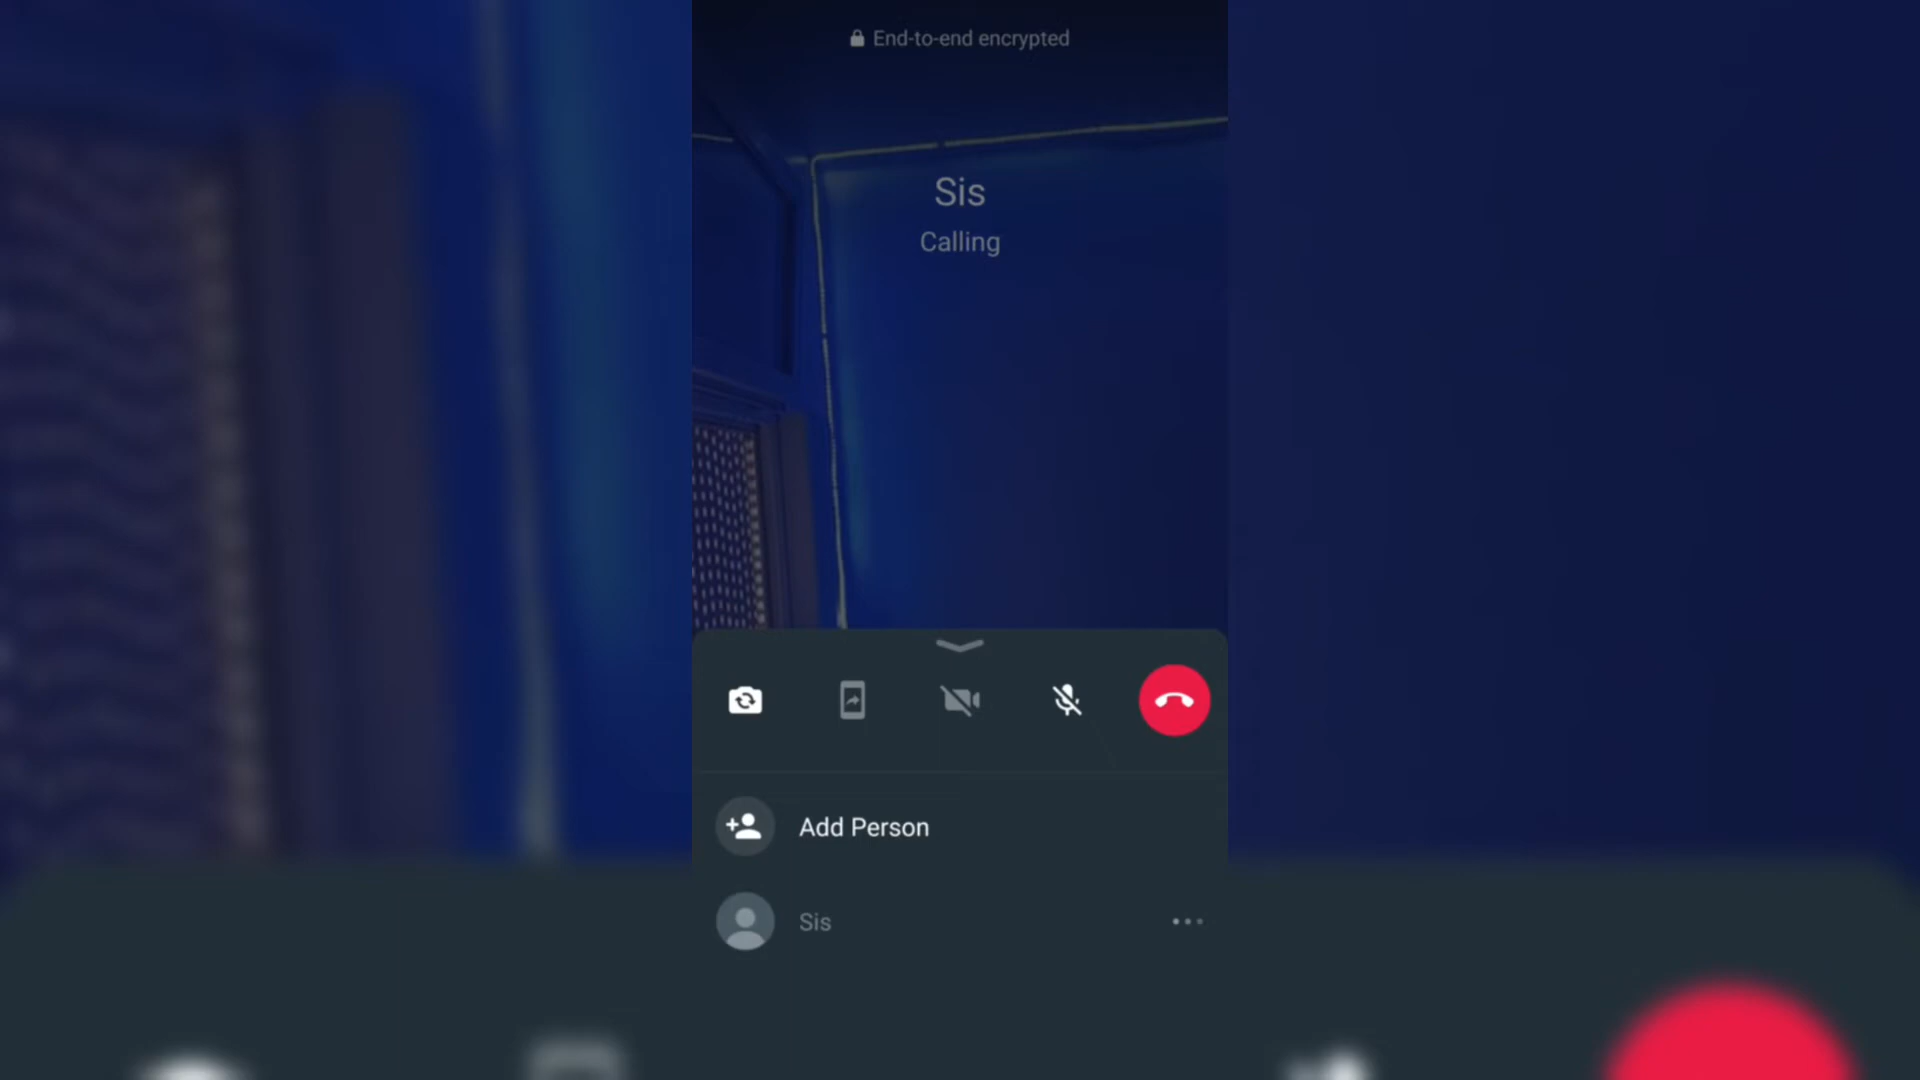 End-to-end encrypted
Sis
Calling
Add Person
Sis